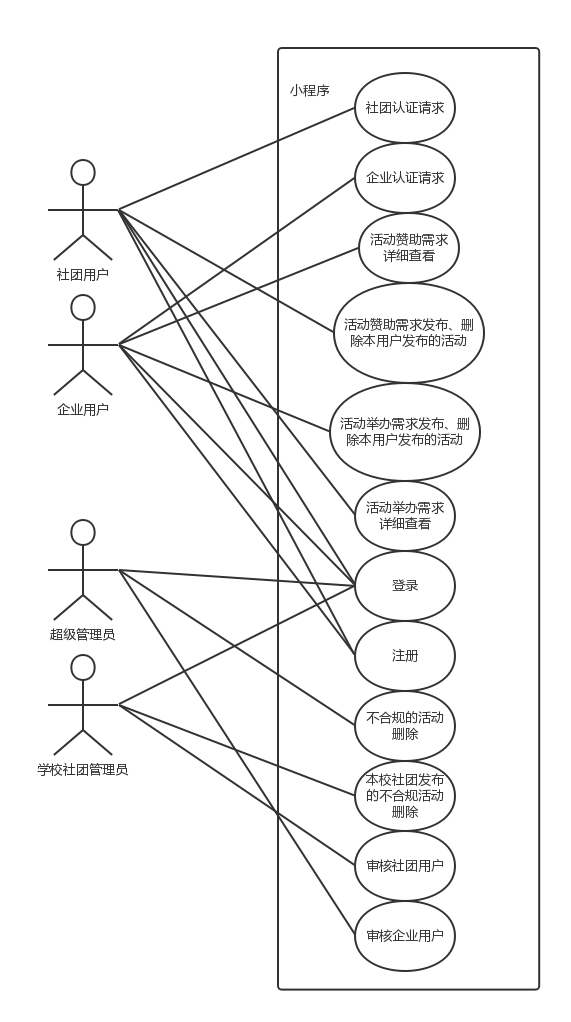 小程序
社团认证请求
企业认证请求
活动赞助需求
详细查看
活动赞助需求发布、删
除本用户发布的活动
活动举办需求发布、删
除本用户发布的活动
活动举办需求
详细查看
登录
注册
不合规的活动
删除
本校社团发布
的不合规活动
删除
审核社团用户
审核企业用户
社团用户
企业用户
超级管理员
学校社团管理员